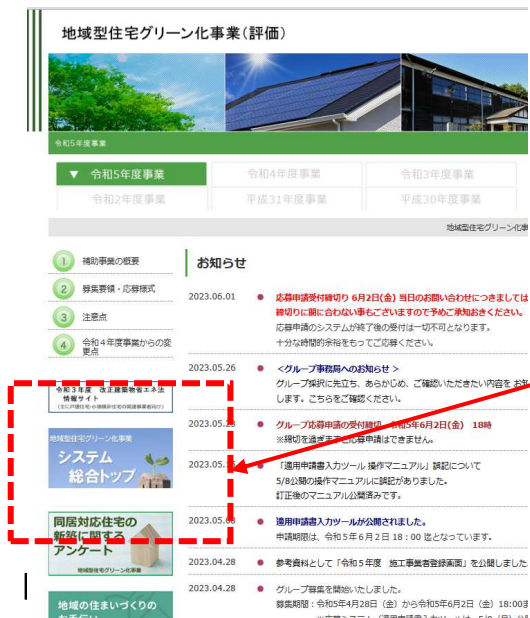 地域型住宅グリーン化事業(評価)
令和5年度事業
▼ 令和5年度事業
令和4年度事業
令和3年度事業
令和2年度事業
平成31年度事業
平成30年度事業
地域型住宅グリーン化事
1 補助事業の概要
2 募集要領・応募様式
3 注意点
4 令和4年度事業からの変
更点
令和3年度 改正建築物省エネ法
情報サイト
(主に戸建住宅・小規模非住宅の関連事業者向け)
地域型住宅グリーン化事業
システム
総合トップ
同居対応住宅の
新築に関する
アンケート
地域型住宅グリーン化事業
地域の住まいづくりの
お手伝い
お知らせ
2023.06.01
応募申請受付締切り 6月2日(金) 当日のお問い合わせにつきましては
締切りに間に合わない事もございますので予めご承知おきください。
応募申請のシステムが終了後の受付は一切不可となります。
十分な時間的余裕をもってご応募ください。
2023.05.26
<グループ事務局へのお知らせ >
グループ採択に先立ち、あらかじめ、ご確認いただきたい内容を お知
します。こちらをご確認ください。
グループ応募申請の受付締切 令和5年6月2日(金) 18時
※締切を過ぎますと応募申請はできません。
「適用申請書入力ツール 操作マニュアル」誤記について
5/8公開の操作マニュアルに誤記がありました。
訂正後のマニュアル公開済みです。
適用申請書入力ツールが公開されました。
申請期限は、令和5年6月2日 18:00 迄となっています。
2023.04.28
参考資料として「令和5年度 施工事業者登録画面」を公開しました
2023.04.28
グループ募集を開始いたしました。
募集期間:令和5年4月28日(金)から令和5年6月2日(金)18:00ま